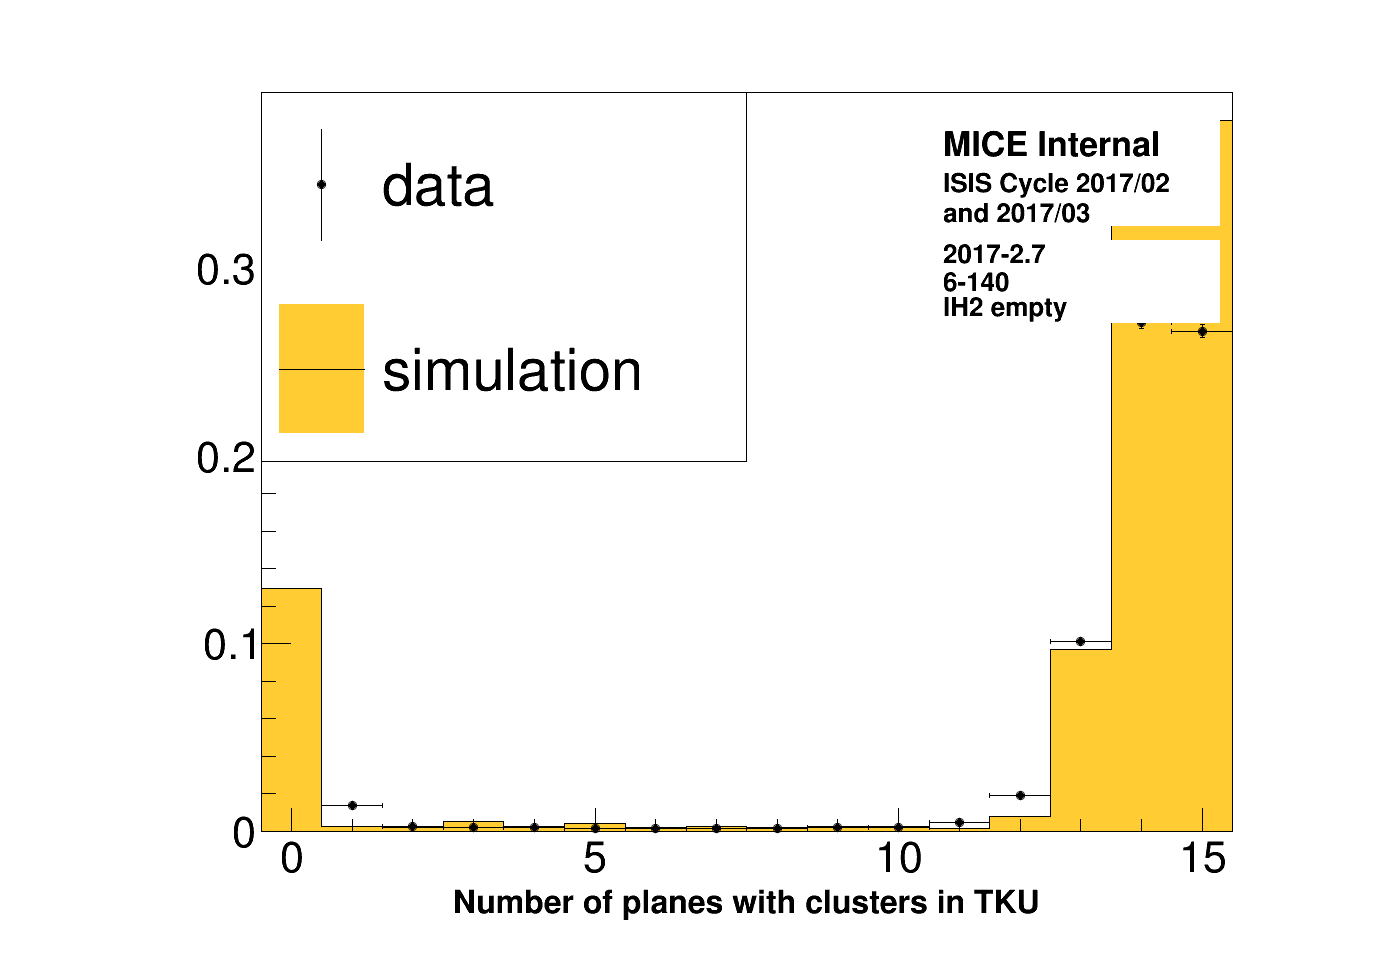 MICE Internal
ISIS Cycle 2017/02
and 2017/03
2017-2.7
6-140
IH2 empty
data
simulation
0.3
0.2
0.1
0
0 5 10 15
Number of planes with clusters in TKU